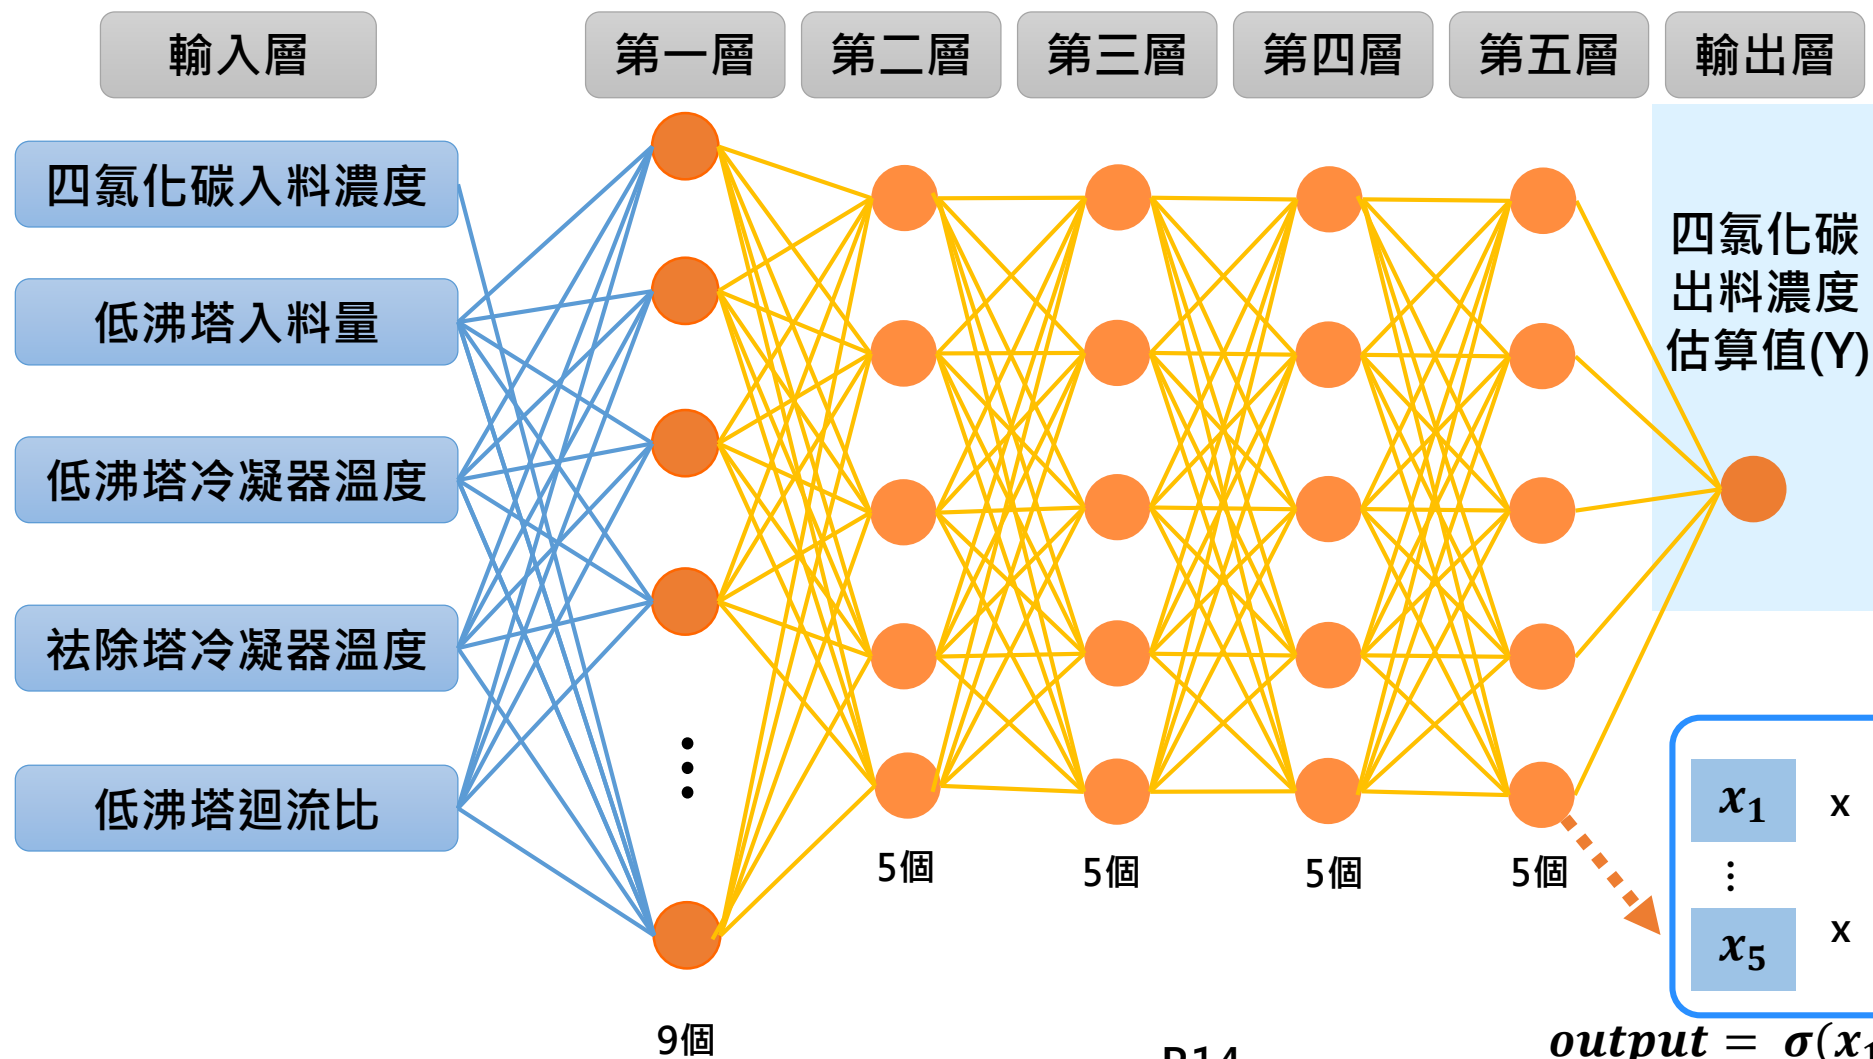 輸入層
第一層
第二層
第三層
第四層
第五層
輸出層
四氯化碳入料濃度
低沸塔入料量
低沸塔冷凝器溫度
祛除塔冷凝器溫度
低沸塔迴流比
四氯化碳
出料濃度
估算值(Y)
5個
5個
5個
5個
9個
x₁ x
⋮
x₅ x
output = σ(x₁